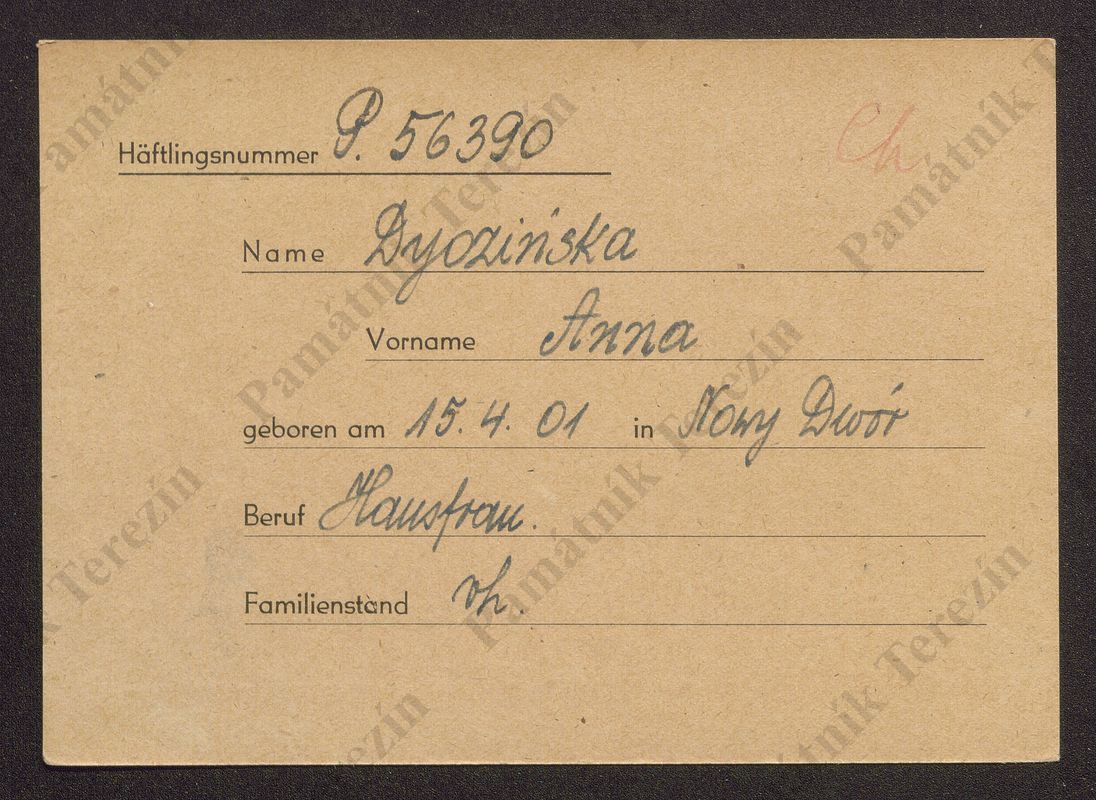 Ch
Häftlingsnummer P. 56390
Name Dyozińska
Vorname Anna
geboren am 15. 4. 01 in Nowy Dwór
Beruf Hausfrau.
Familienstand vh.
Památník Terezín